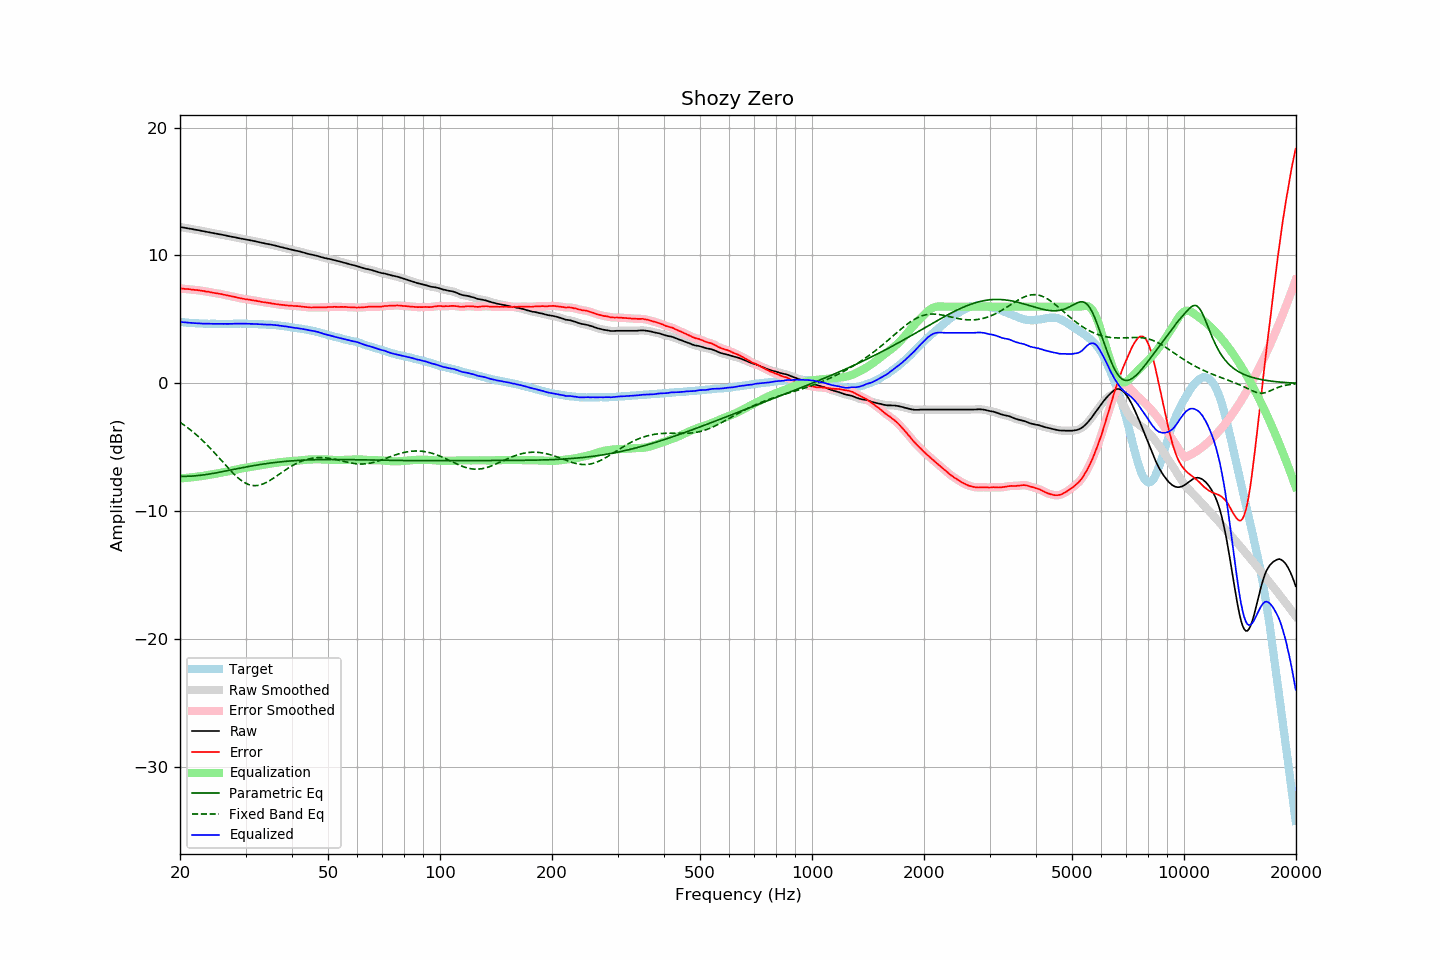 Shozy Zero
20
10
0
−10
−20
−30
Amplitude (dBr)
Target
Raw Smoothed
Error Smoothed
Raw
Error
Equalization
Parametric Eq
Fixed Band Eq
Equalized
20 50 100 200 500 1000 2000 5000 10000 20000
Frequency (Hz)